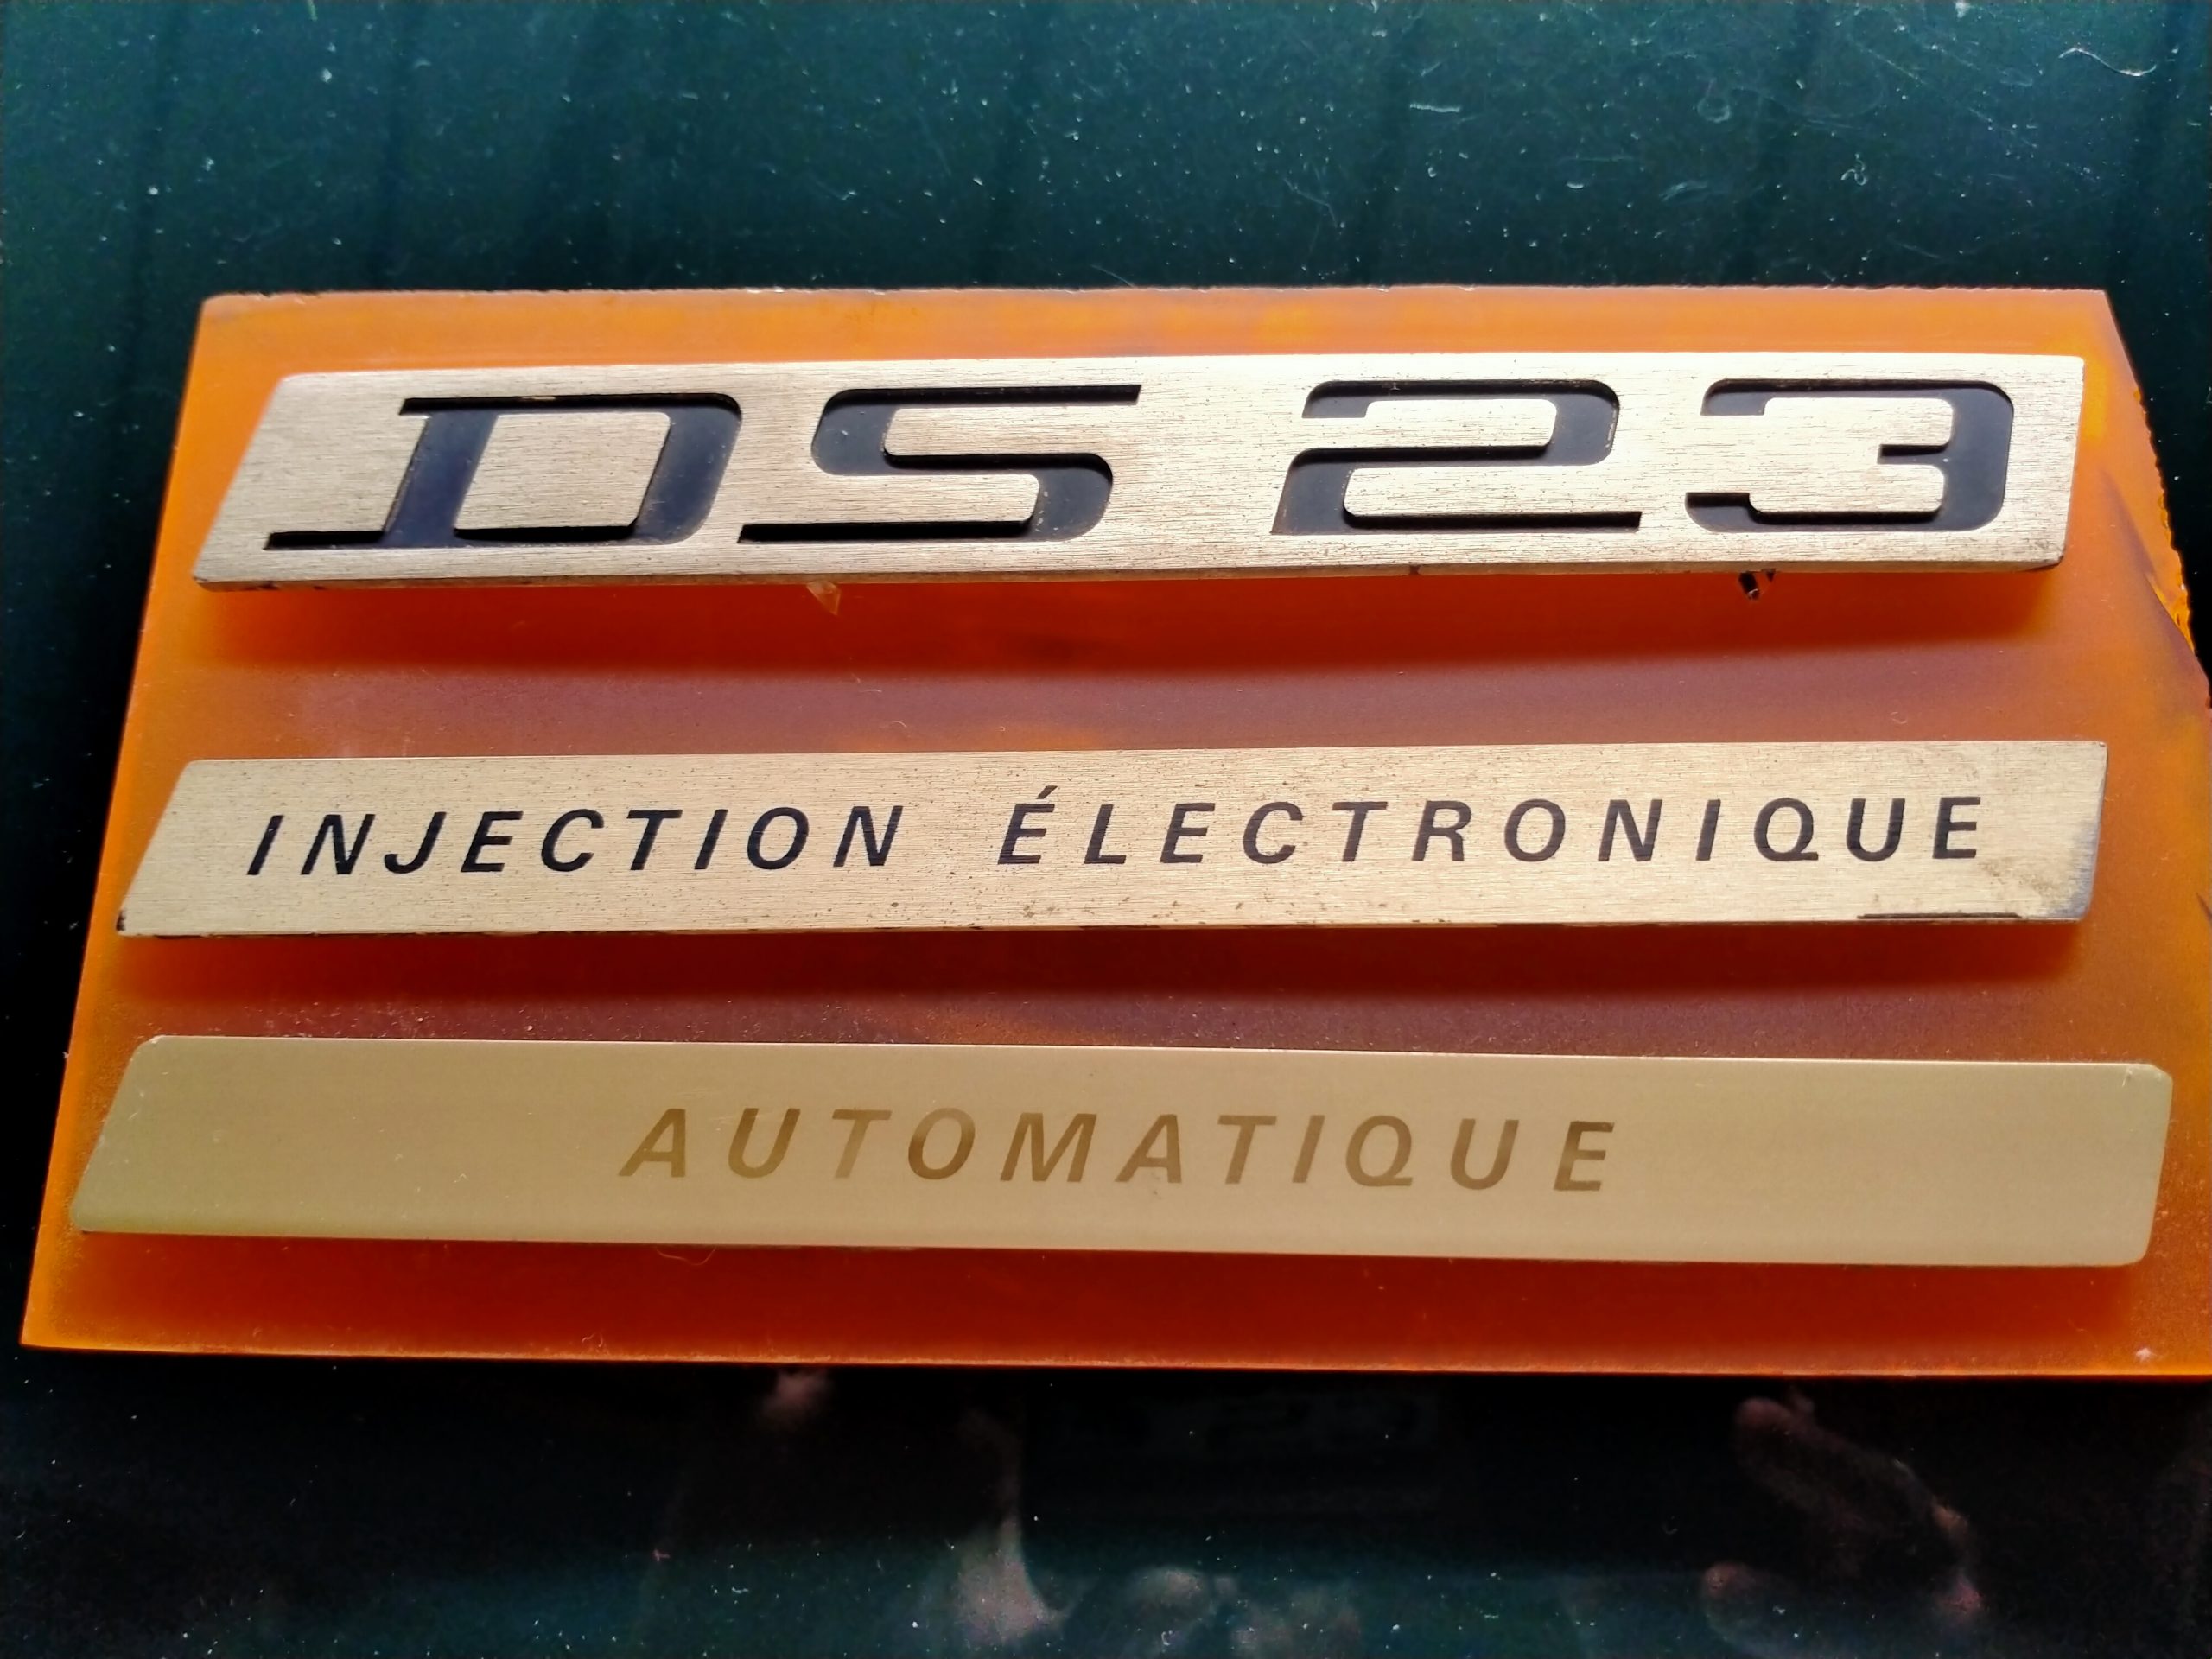 DS 23
INJECTION ÉLECTRONIQUE
AUTOMATIQUE